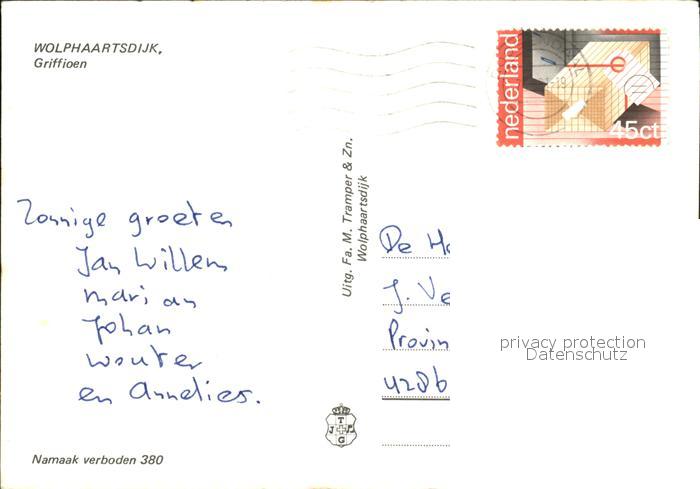 WOLPHAARTSDIJK,
Griffioen
nederland
45ct
Zonnige groeten
Jan Willem
Marian
Johan
Wouter
en Annelies.
Uitg. Fa. M. Tramper & Zn.
Wolphaartsdijk
De H
J. Ve
Provin
4286
privacy protection
Datenschutz
T
J
G
Namaak verboden 380